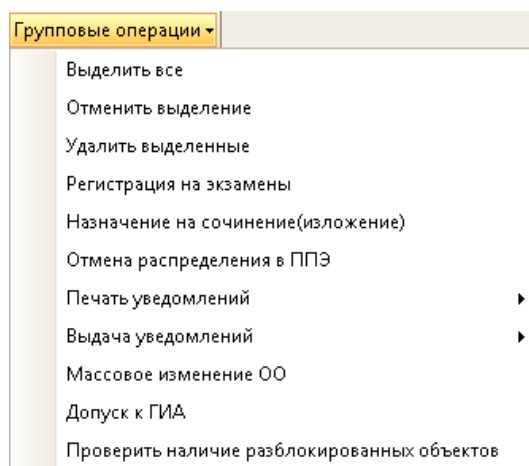 Групповые операции
Выделить все
Отменить выделение
Удалить выделенные
Регистрация на экзамены
Назначение на сочинение(изложение)
Отмена распределения в ППЭ
Печать уведомлений
Выдача уведомлений
Массовое изменение ОО
Допуск к ГИА
Проверить наличие разблокированных объектов